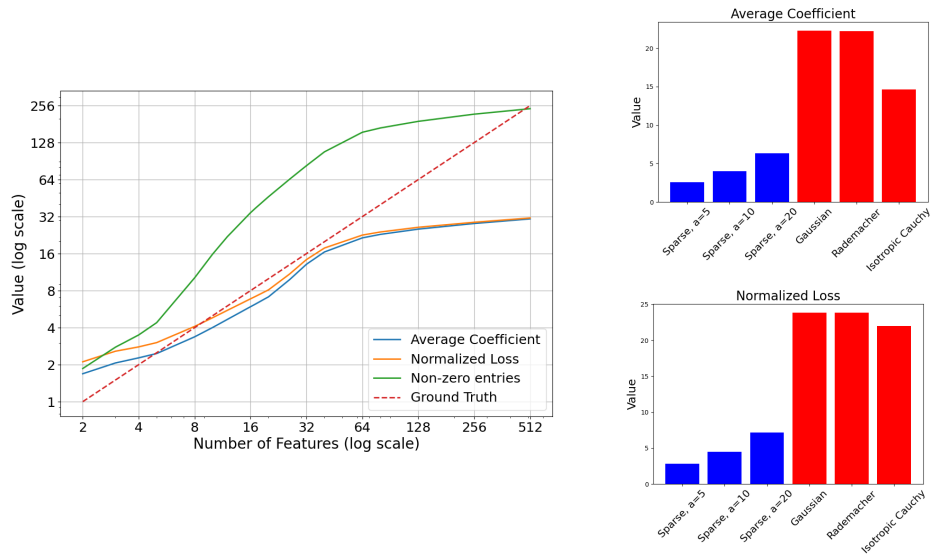 Value (log scale)
256
128
64
32
16
8
4
2
1
2
4
8
16
32
64
128
256
512
Number of Features (log scale)
Average Coefficient
Normalized Loss
Non-zero entries
Ground Truth
Average Coefficient
Value
20
15
10
5
0
Sparse, a=5
Sparse, a=10
Sparse, a=20
Gaussian
Rademacher
Isotropic Cauchy
Normalized Loss
Value
25
20
15
10
5
0
Sparse, a=5
Sparse, a=10
Sparse, a=20
Gaussian
Rademacher
Isotropic Cauchy